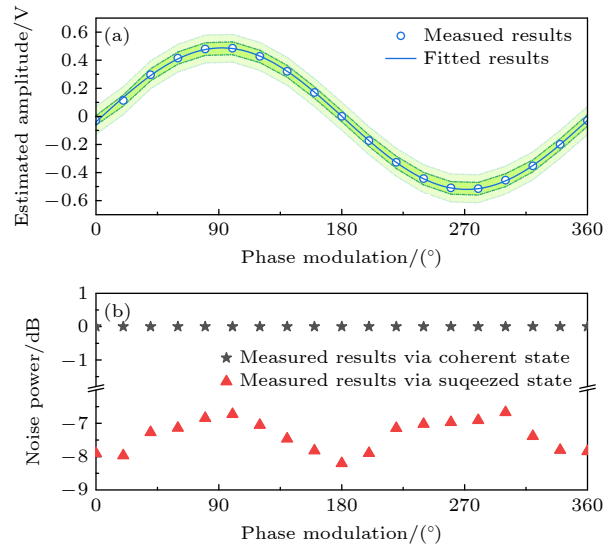 Estimated amplitude/V
0.6
0.4
0.2
0
-0.2
-0.4
-0.6
(a)
Measued results
Fitted results
0 90 180 270 360
Phase modulation/(°)
Noise power/dB
1
0
-1
-7
-8
-9
(b)
Measured results via coherent state
Measured results via suqeezed state
0 90 180 270 360
Phase modulation/(°)